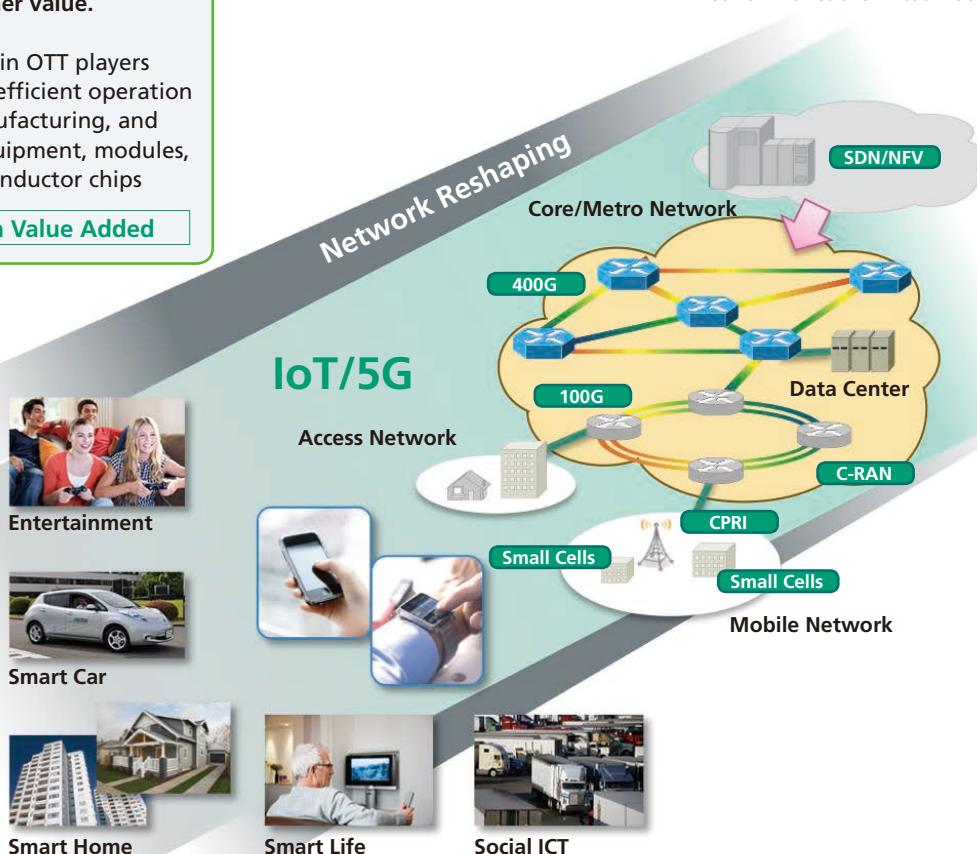 er value.
in OTT players
efficient operation
ufacturing, and
uipment, modules,
nductor chips
Value Added
Network Reshaping
SDN/NFV
Core/Metro Network
400G
IoT/5G
Data Center
100G
Access Network
C-RAN
Entertainment
CPRI
Small Cells
Small Cells
Mobile Network
Smart Car
Smart Home
Smart Life
Social ICT